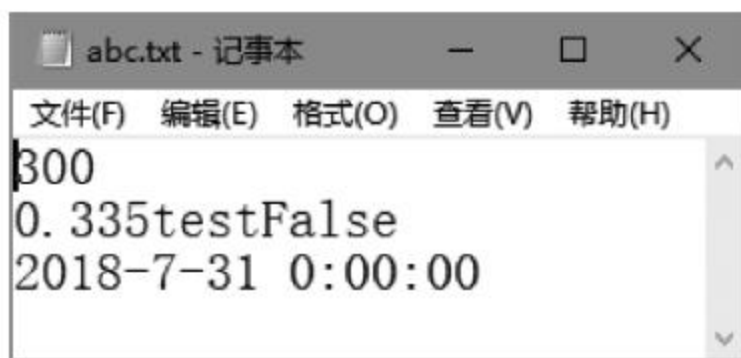 abc.txt - 记事本
文件(F) 编辑(E) 格式(O) 查看(V) 帮助(H)
300
0.335testFalse
2018-7-31 0:00:00